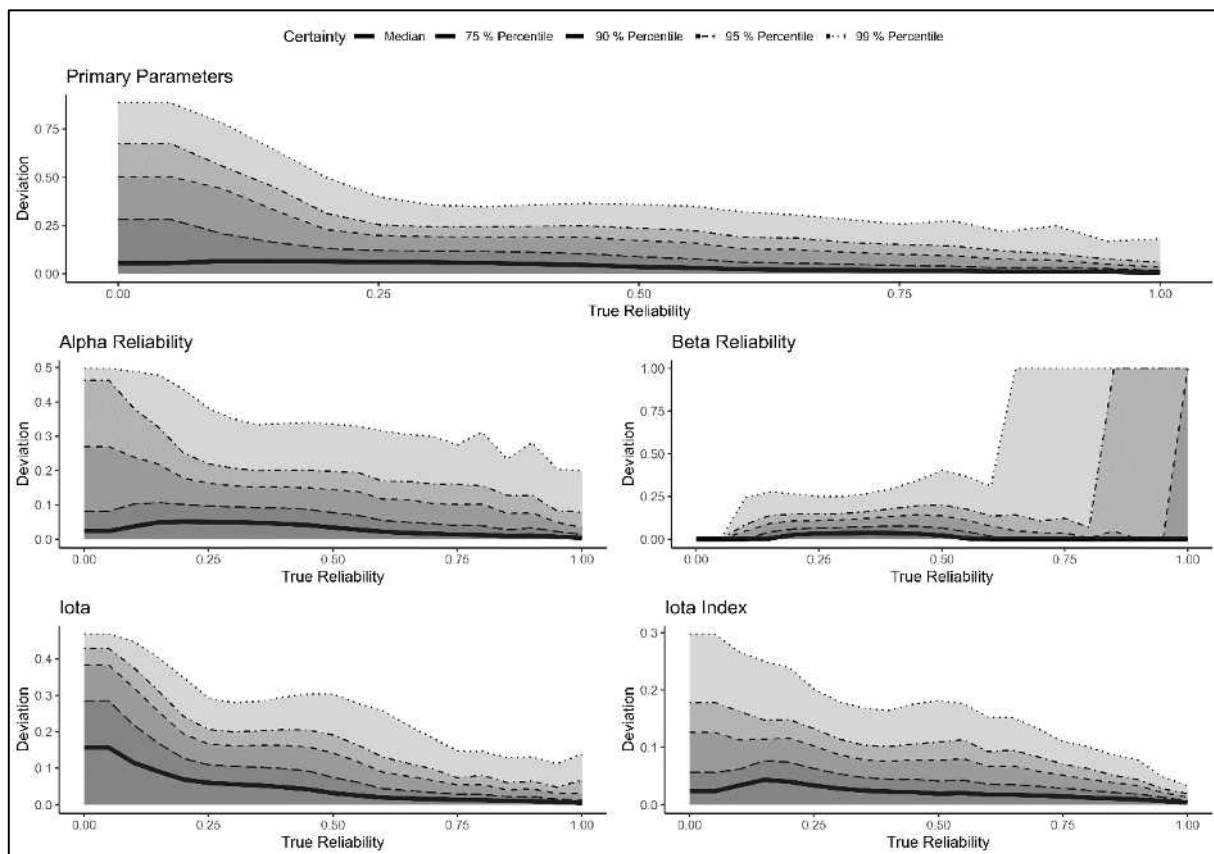 Certainty Median 75 % Percentile 90 % Percentile 95 % Percentile 99 % Percentile
Primary Parameters
Deviation
0.75
0.50
0.25
0.00
0.00 0.25 0.50 0.75 1.00
True Reliability
Alpha Reliability
Deviation
0.5
0.4
0.3
0.2
0.1
0.0
0.00 0.25 0.50 0.75 1.00
True Reliability
Beta Reliability
Deviation
1.00
0.75
0.50
0.25
0.00
0.00 0.25 0.50 0.75 1.00
True Reliability
Iota
Deviation
0.4
0.3
0.2
0.1
0.0
0.00 0.25 0.50 0.75 1.00
True Reliability
Iota Index
Deviation
0.3
0.2
0.1
0.0
0.00 0.25 0.50 0.75 1.00
True Reliability